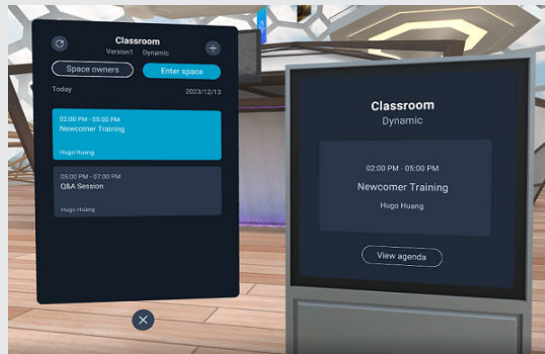 Classroom
Version1 Dynamic
Space owners
Enter space
Today
2023/12/13
02:00 PM - 05:00 PM
Newcomer Training
Hugo Huang
05:00 PM - 07:00 PM
Q&A Session
Hugo Huang
Classroom
Dynamic
02:00 PM - 05:00 PM
Newcomer Training
Hugo Huang
View agenda